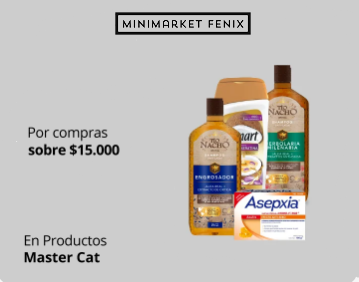 MINIMARKET FENIX
Por compras
sobre $15.000
TÍO
NACHO
ENGROSADOR
TÍO
NACHO
HERBOLARIA
MILENARIA
Asepxia
En Productos
Master Cat